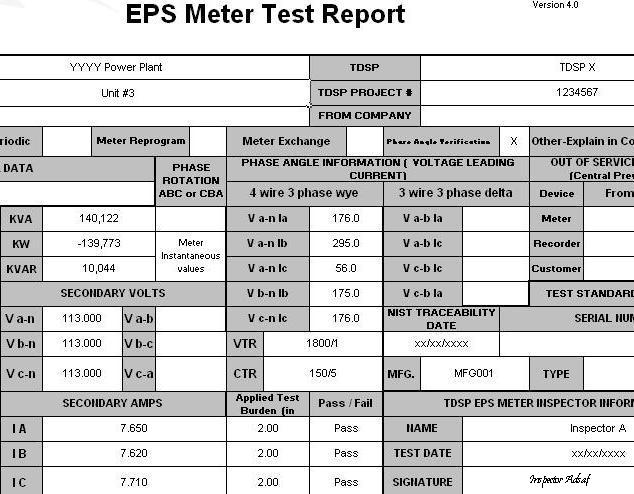 EPS Meter Test Report
Version 4.0
YYYY Power Plant TDSP TDSP X
Unit #3 TDSP PROJECT # 1234567
FROM COMPANY
riodic Meter Reprogram Meter Exchange Phase Angle Verification X Other-Explain in Co
DATA PHASE ROTATION ABC or CBA PHASE ANGLE INFORMATION ( VOLTAGE LEADING CURRENT) OUT OF SERVIC (Central Prev
4 wire 3 phase wye 3 wire 3 phase delta Device From
KVA 140,122 V a-n Ia 176.0 V a-b Ia Meter
KW -139,773 Meter Instantaneous values V a-n Ib 295.0 V a-b Ic Recorder
KVAR 10,044 V a-n Ic 56.0 V c-b Ic Customer
SECONDARY VOLTS V b-n Ib 175.0 V c-b Ia TEST STANDARD
V a-n 113.000 V a-b V c-n Ic 176.0 NIST TRACEABILITY DATE SERIAL NUM
V b-n 113.000 V b-c VTR 1800/1 xx/xx/xxxx
V c-n 113.000 V c-a CTR 150/5 MFG. MFG001 TYPE
SECONDARY AMPS Applied Test Burden (in Pass / Fail TDSP EPS METER INSPECTOR INFOR
I A 7.650 2.00 Pass NAME Inspector A
I B 7.620 2.00 Pass TEST DATE xx/xx/xxxx
I C 7.710 2.00 Pass SIGNATURE Inspector Adsaf